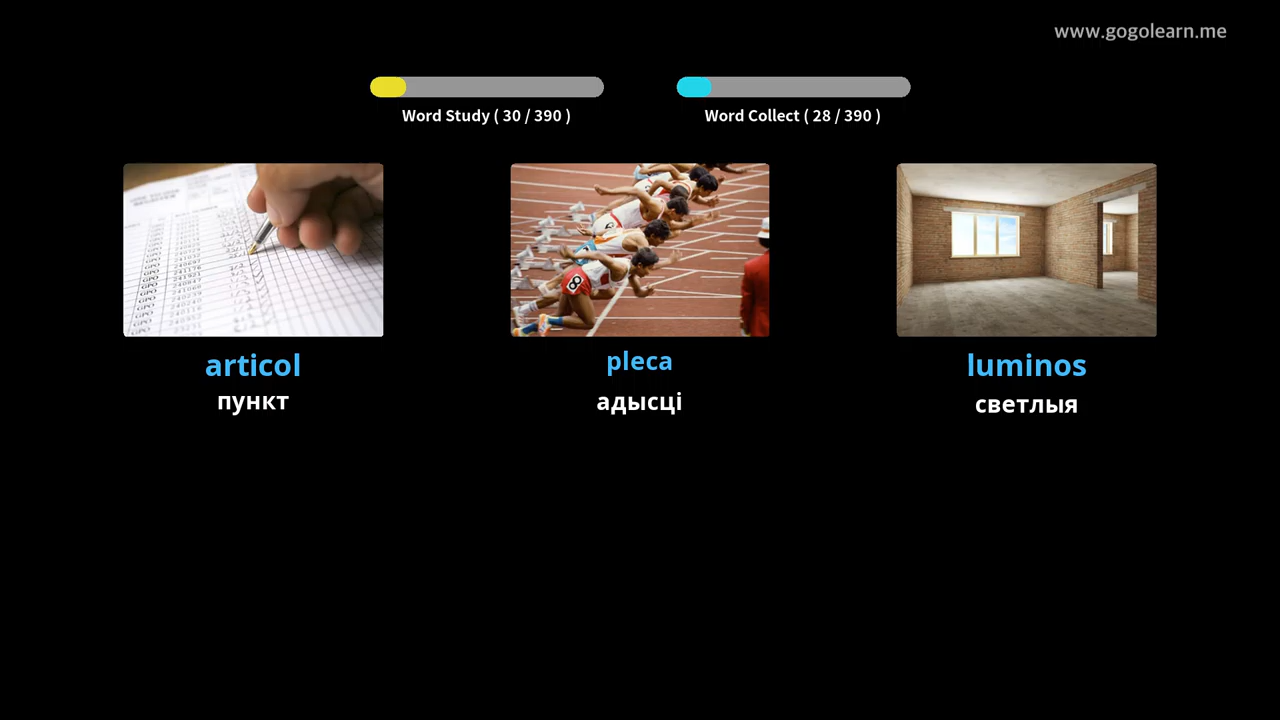 www.gogolearn.me
Word Study ( 30 / 390 )
Word Collect ( 28 / 390 )
articol
pleca
luminos
пункт
адысці
светлыя